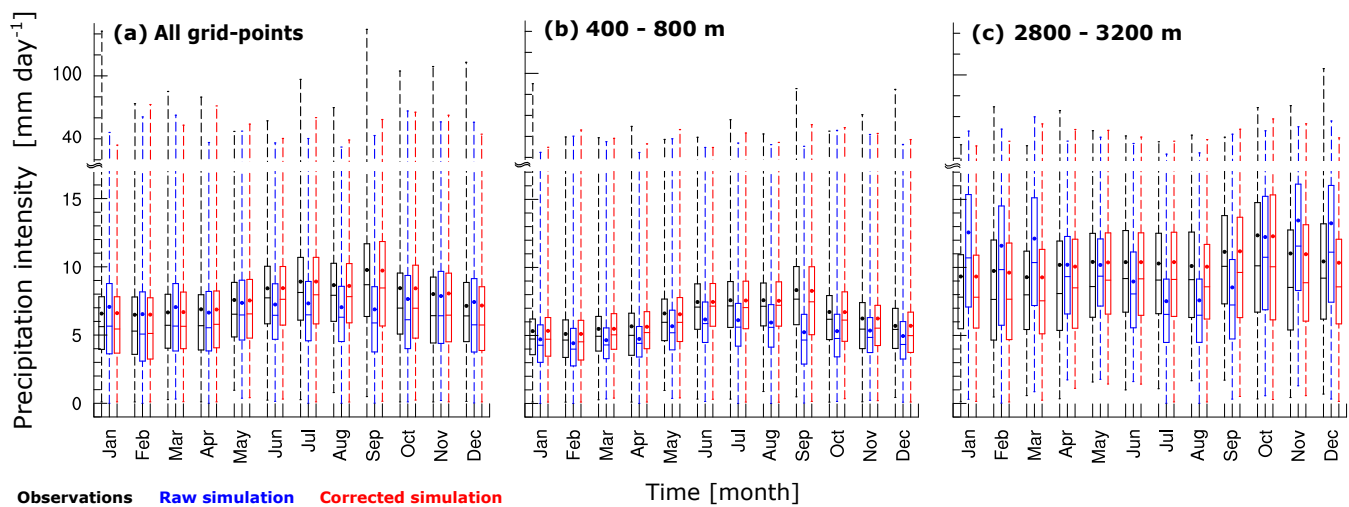 (a) All grid-points
(b) 400 - 800 m
(c) 2800 - 3200 m
Precipitation intensity [mm day⁻¹]
100
40
15
10
5
0
Jan Feb Mar Apr May Jun Jul Aug Sep Oct Nov Dec
Jan Feb Mar Apr May Jun Jul Aug Sep Oct Nov Dec
Jan Feb Mar Apr May Jun Jul Aug Sep Oct Nov Dec
Time [month]
Observations Raw simulation Corrected simulation